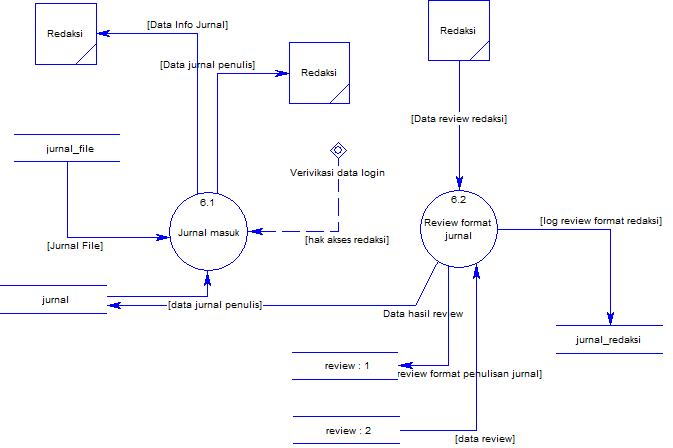 Redaksi
[Data Info Jurnal]
Redaksi
[Data jurnal penulis]
Redaksi
[Data review redaksi]
jurnal_file
Verivikasi data login
6.1
Jurnal masuk
6.2
Review format
jurnal
[log review format redaksi]
[hak akses redaksi]
[Jurnal File]
jurnal
[data jurnal penulis]
Data hasil review
jurnal_redaksi
review : 1
review format penulisan jurnal]
review : 2
[data review]